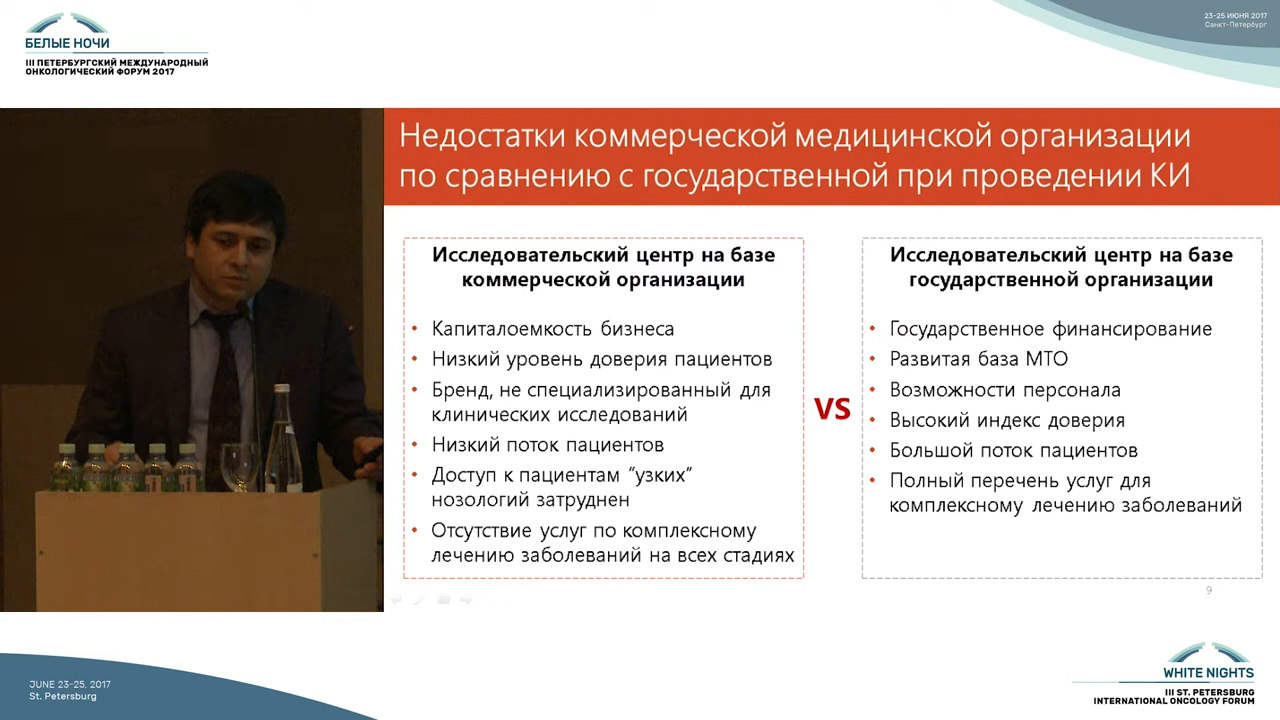 БЕЛЫЕ НОЧИ
III ПЕТЕРБУРГСКИЙ МЕЖДУНАРОДНЫЙ
ОНКОЛОГИЧЕСКИЙ ФОРУМ 2017
23-25 ИЮНЯ 2017
Санкт-Петербург
Недостатки коммерческой медицинской организации
по сравнению с государственной при проведении КИ
Исследовательский центр на базе
коммерческой организации
• Капиталоемкость бизнеса
• Низкий уровень доверия пациентов
• Бренд, не специализированный для
клинических исследований
• Низкий поток пациентов
• Доступ к пациентам “узких”
нозологий затруднен
• Отсутствие услуг по комплексному
лечению заболеваний на всех стадиях
VS
Исследовательский центр на базе
государственной организации
• Государственное финансирование
• Развитая база МТО
• Возможности персонала
• Высокий индекс доверия
• Большой поток пациентов
• Полный перечень услуг для
комплексному лечению заболеваний
9
JUNE 23-25, 2017
St. Petersburg
WHITE NIGHTS
III ST. PETERSBURG
INTERNATIONAL ONCOLOGY FORUM